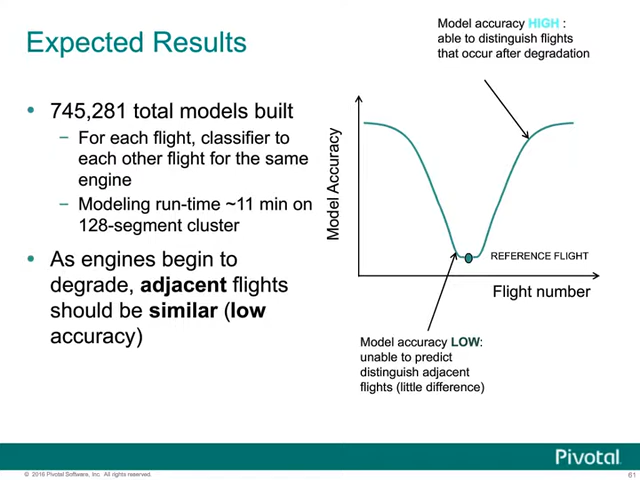 Expected Results
• 745,281 total models built
– For each flight, classifier to
each other flight for the same
engine
– Modeling run-time ~11 min on
128-segment cluster
• As engines begin to
degrade, adjacent flights
should be similar (low
accuracy)
Model accuracy HIGH :
able to distinguish flights
that occur after degradation
Model Accuracy
REFERENCE FLIGHT
Flight number
Model accuracy LOW:
unable to predict
distinguish adjacent
flights (little difference)
Pivotal
© 2016 Pivotal Software, Inc. All rights reserved.
61